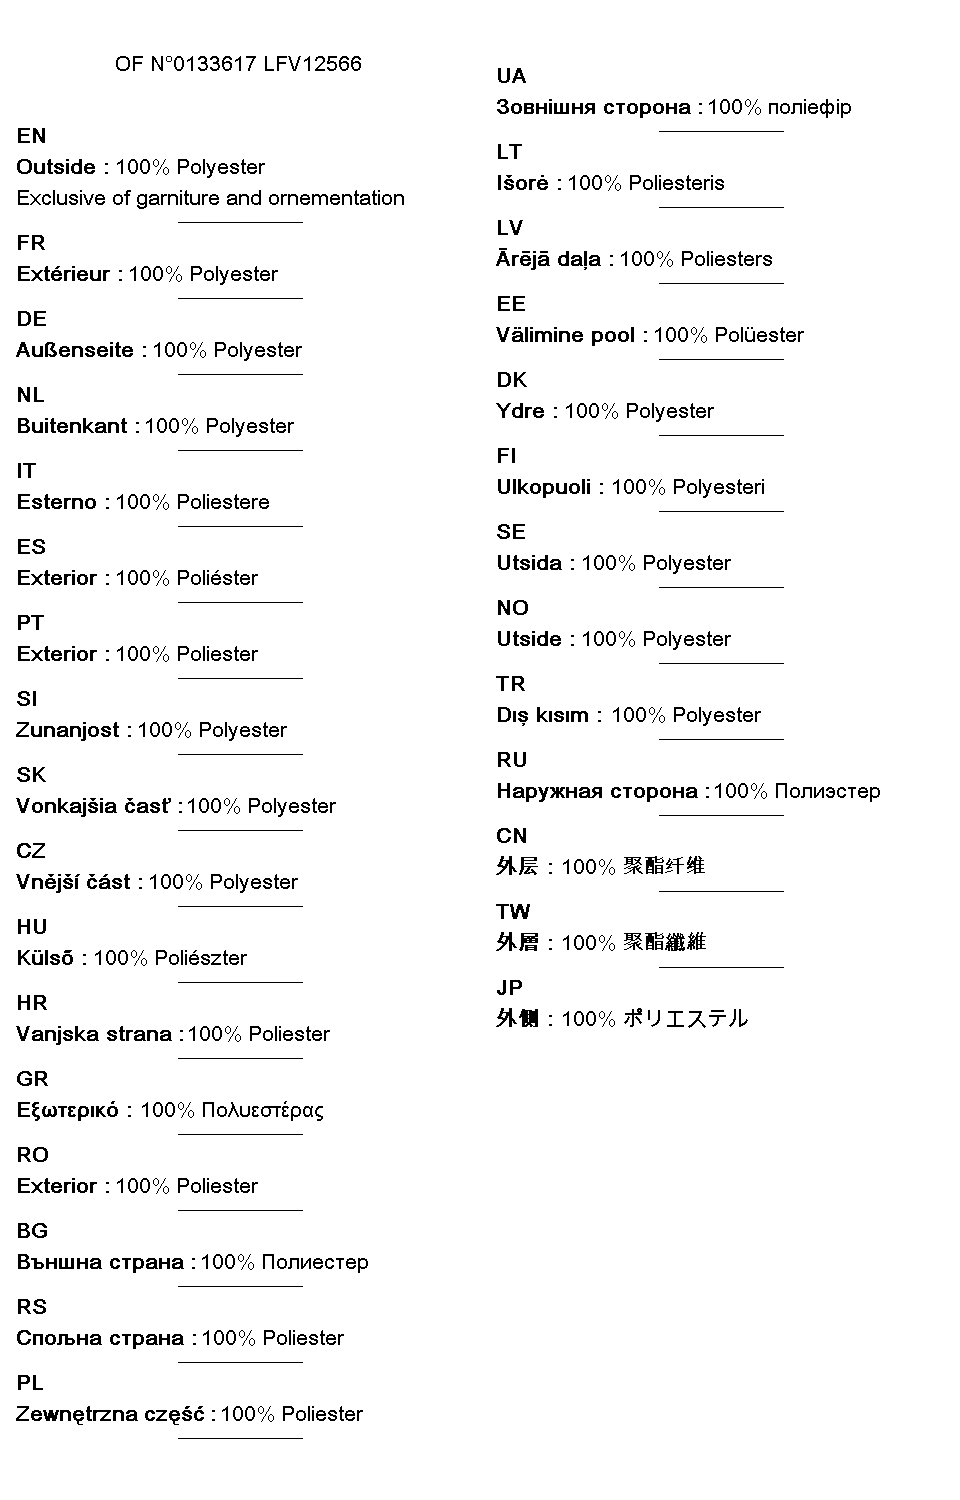 OF N°0133617 LFV12566
EN
Outside : 100% Polyester
Exclusive of garniture and ornementation
FR
Extérieur : 100% Polyester
DE
Außenseite : 100% Polyester
NL
Buitenkant : 100% Polyester
IT
Esterno : 100% Poliestere
ES
Exterior : 100% Poliéster
PT
Exterior : 100% Poliester
SI
Zunanjost : 100% Polyester
SK
Vonkajšia časť : 100% Polyester
CZ
Vnější část : 100% Polyester
HU
Külső : 100% Poliészter
HR
Vanjska strana : 100% Poliester
GR
Εξωτερικό : 100% Πολυεστέρας
RO
Exterior : 100% Poliester
BG
Външна страна : 100% Полиестер
RS
Спољна страна : 100% Poliester
PL
Zewnętrzna część : 100% Poliester
UA
Зовнішня сторона : 100% поліефір
LT
Išorė : 100% Poliesteris
LV
Ārējā daļa : 100% Poliesters
EE
Välimine pool : 100% Polüester
DK
Ydre : 100% Polyester
FI
Ulkopuoli : 100% Polyesteri
SE
Utsida : 100% Polyester
NO
Utside : 100% Polyester
TR
Dış kısım : 100% Polyester
RU
Наружная сторона : 100% Полиэстер
CN
外层 : 100% 聚酯纤维
TW
外層 : 100% 聚酯纖維
JP
外側 : 100% ポリエステル